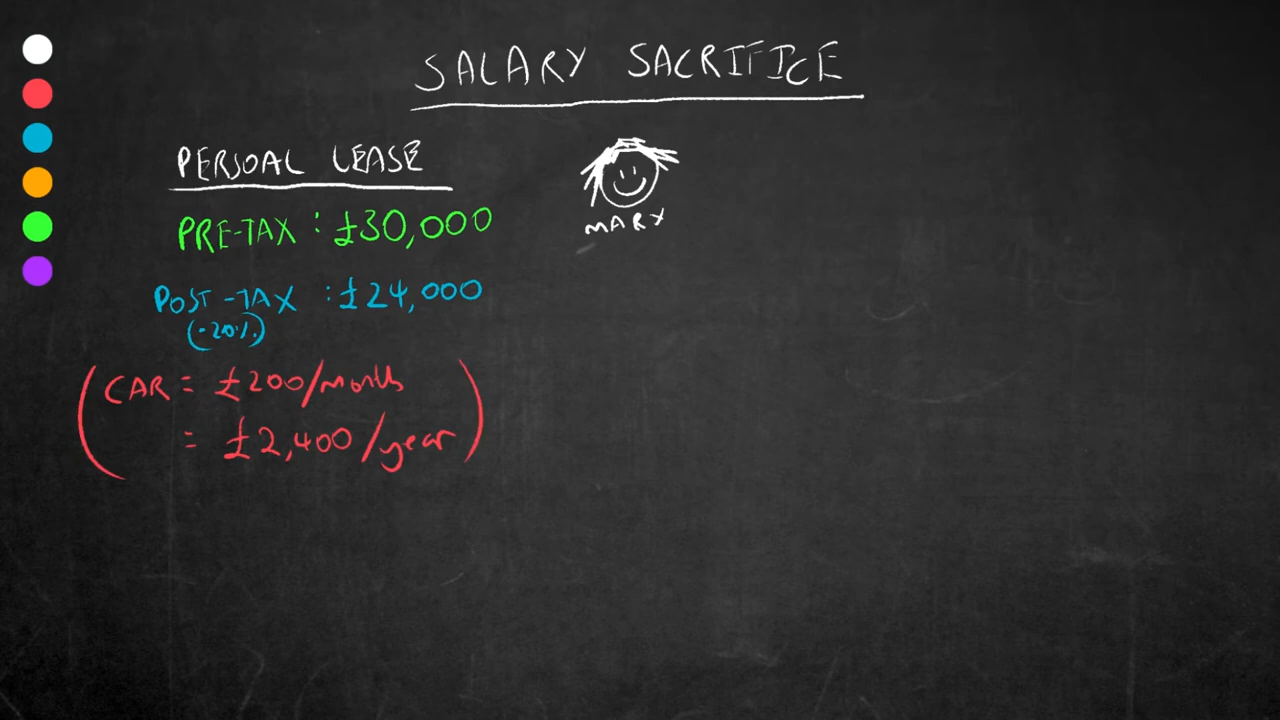 SALARY SACRIFICE
PERSOAL LEASE
MARY
PRE-TAX : £30,000
POST-TAX : £24,000
(-20%)
(CAR = £200/month
= £2,400/year)